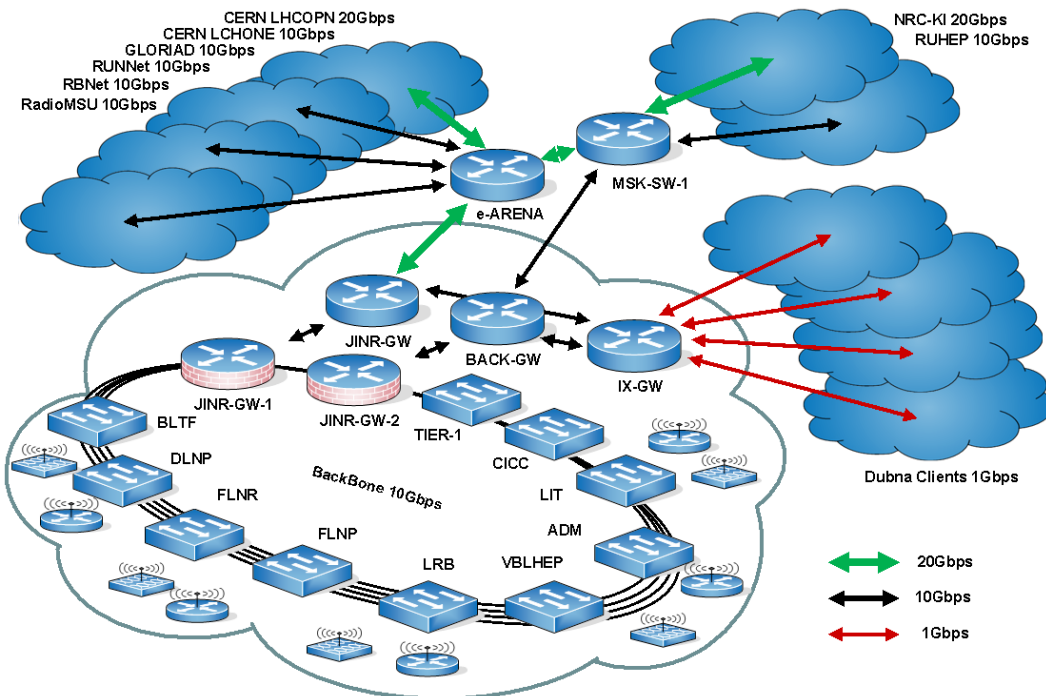 CERN LHCOPN 20Gbps
CERN LCHONE 10Gbps
GLORIAD 10Gbps
RUNNet 10Gbps
RBNet 10Gbps
RadioMSU 10Gbps
NRC-KI 20Gbps
RUHEP 10Gbps
MSK-SW-1
e-ARENA
JINR-GW
BACK-GW
IX-GW
JINR-GW-1
JINR-GW-2
TIER-1
BLTF
CICC
DLNP
LIT
Dubna Clients 1Gbps
BackBone 10Gbps
FLNR
ADM
FLNP
VBLHEP
LRB
20Gbps
10Gbps
1Gbps